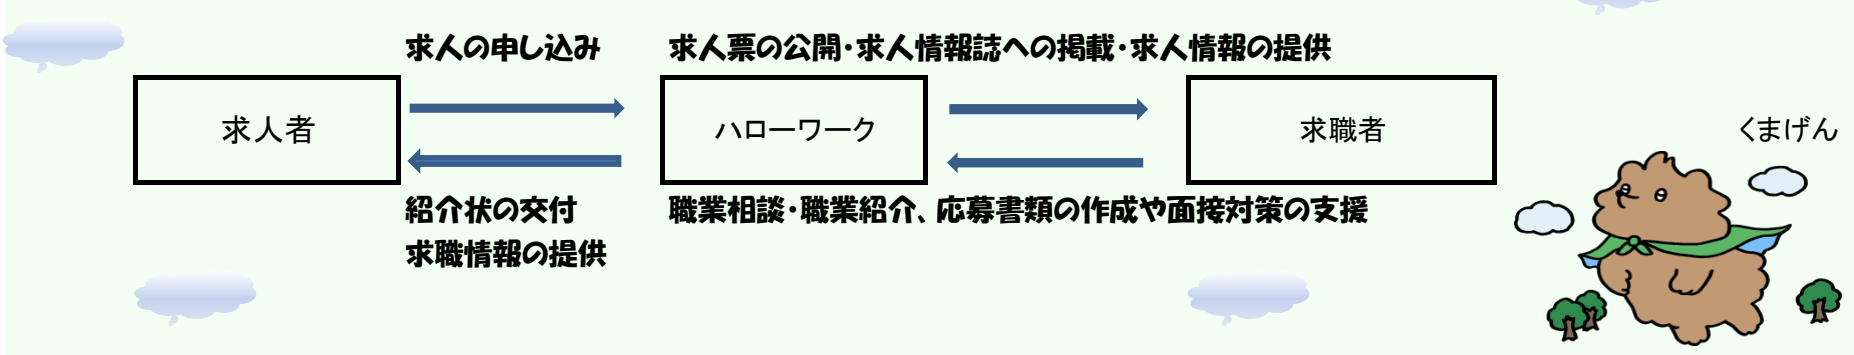 求人の申し込み
求人票の公開・求人情報誌への掲載・求人情報の提供
求人者
ハローワーク
求職者
くまげん
紹介状の交付
求職情報の提供
職業相談・職業紹介、応募書類の作成や面接対策の支援